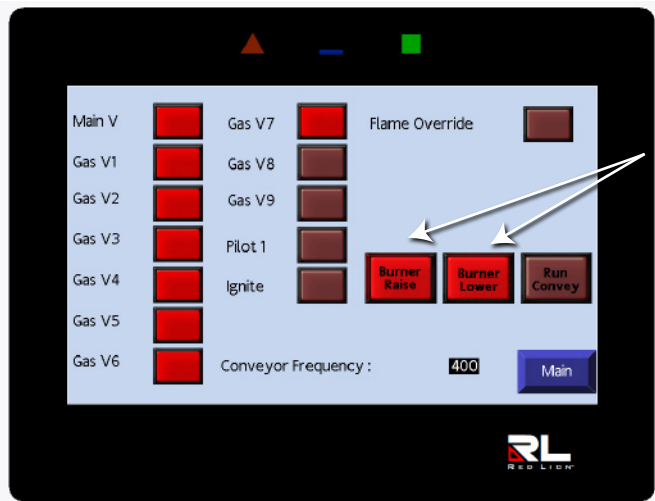 Main V
Gas V1
Gas V2
Gas V3
Gas V4
Gas V5
Gas V6
Gas V7
Gas V8
Gas V9
Pilot 1
Ignite
Flame Override
Burner
Raise
Burner
Lower
Run
Convey
Conveyor Frequency : 400
Main
RL
RED LION